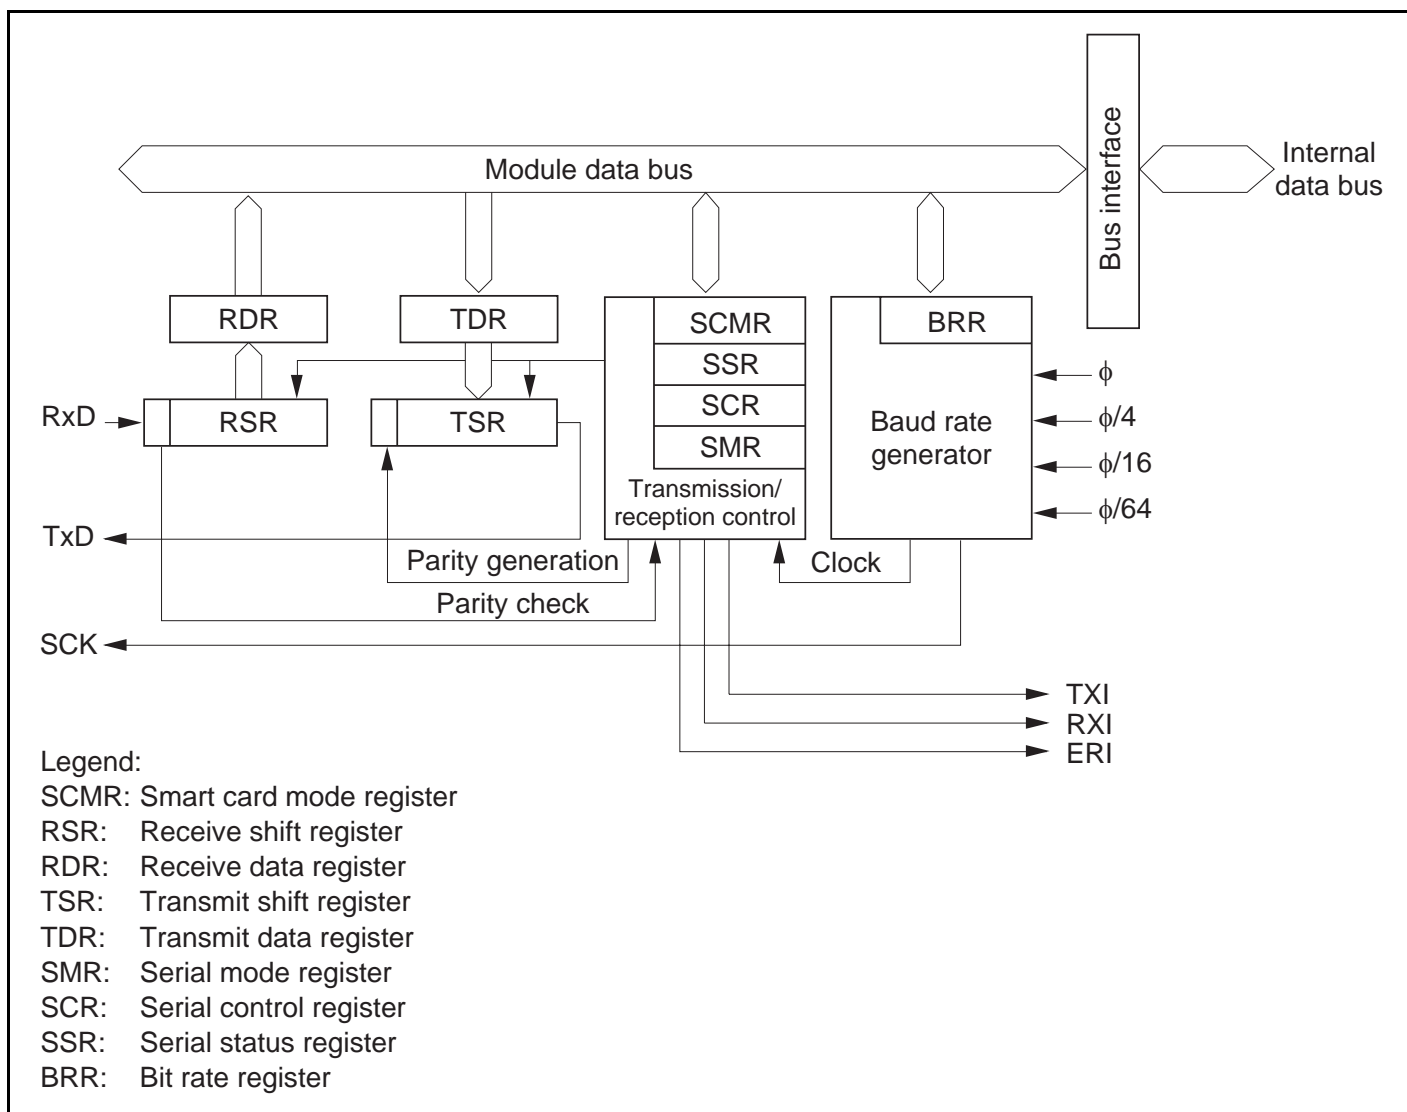 Module data bus
Bus interface
Internal
data bus
RDR
TDR
SCMR
BRR
SSR
SCR
SMR
RxD
RSR
TSR
Baud rate
generator
ϕ
ϕ/4
ϕ/16
ϕ/64
Transmission/
reception control
TxD
Parity generation
Clock
Parity check
SCK
TXI
RXI
ERI
Legend:
SCMR: Smart card mode register
RSR: Receive shift register
RDR: Receive data register
TSR: Transmit shift register
TDR: Transmit data register
SMR: Serial mode register
SCR: Serial control register
SSR: Serial status register
BRR: Bit rate register